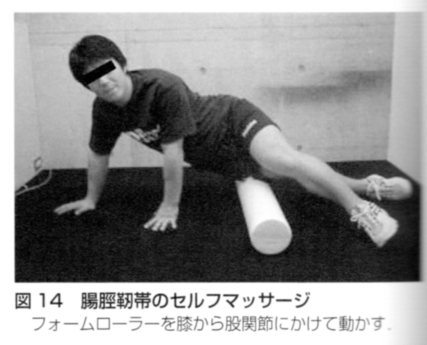 図 14　腸脛靭帯のセルフマッサージ
フォームローラーを膝から股関節にかけて動かす.